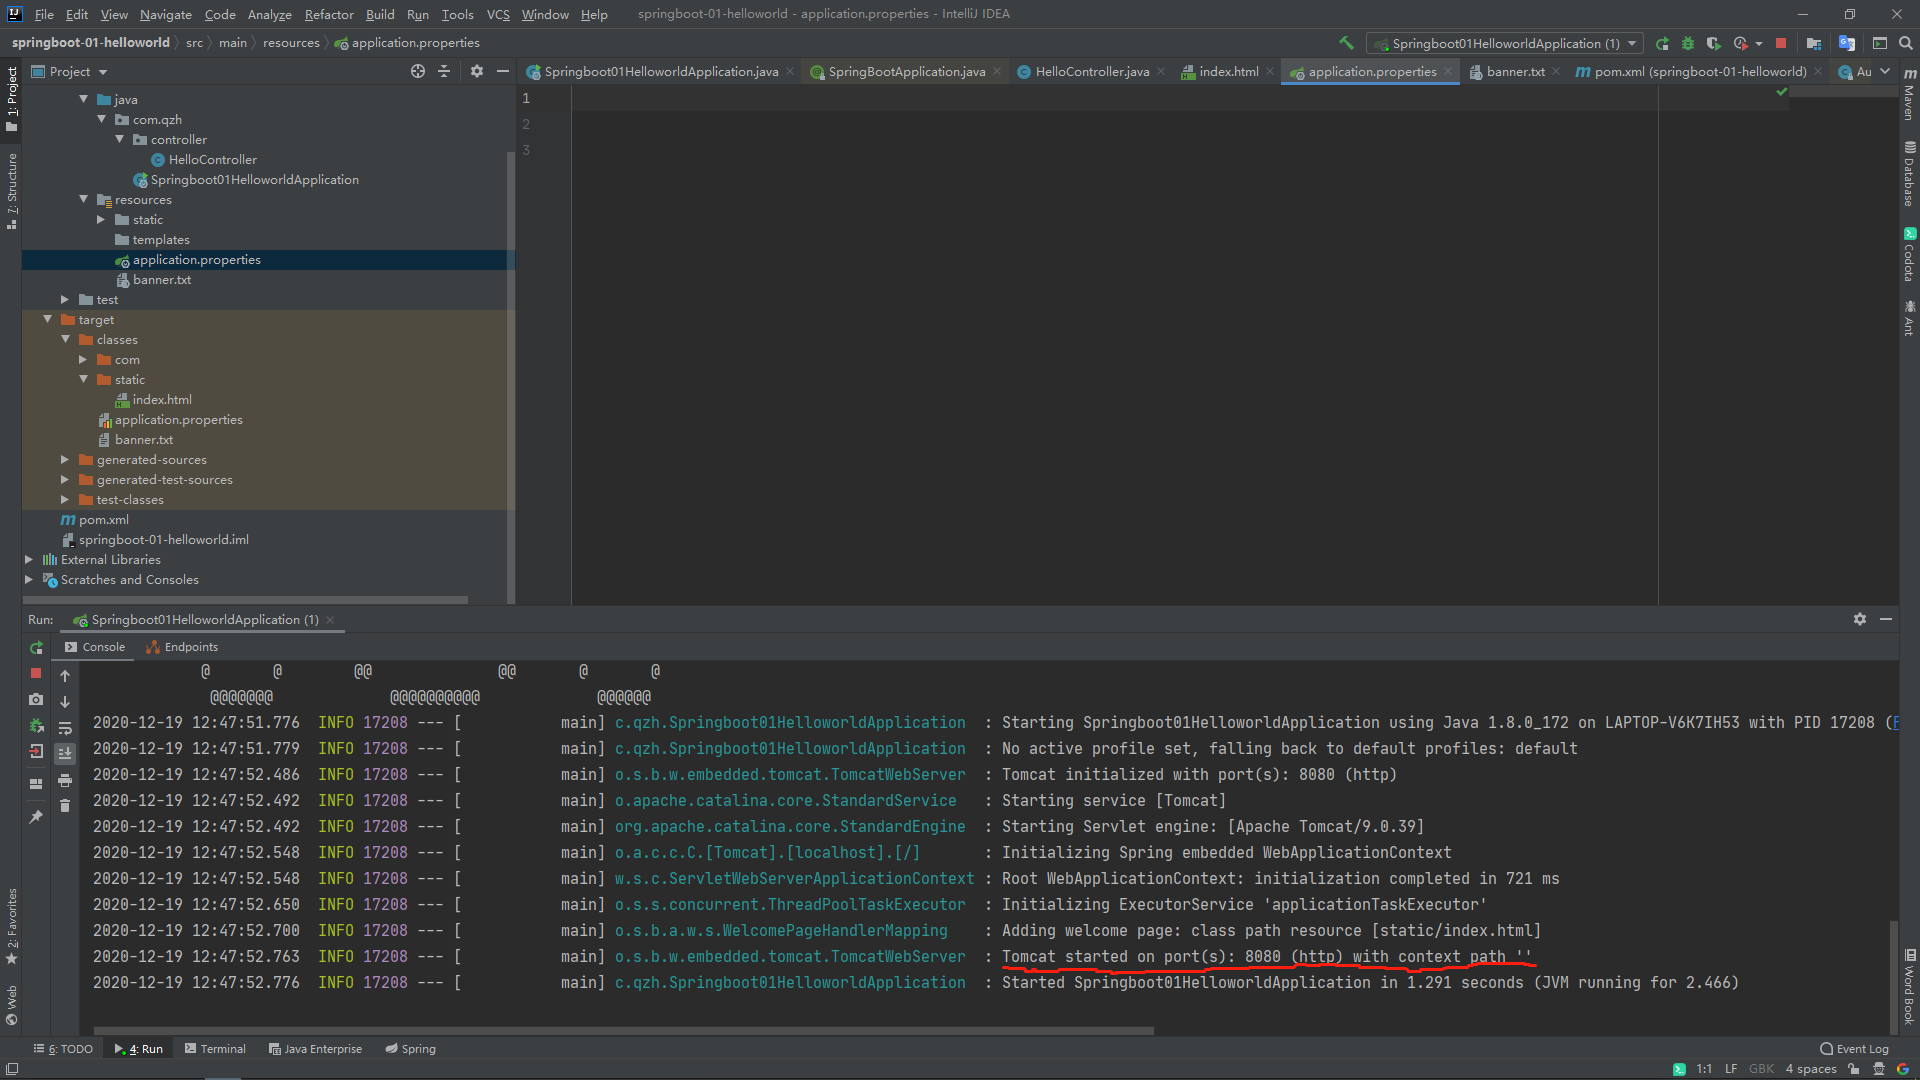 File Edit View Navigate Code Analyze Refactor Build Run Tools VCS Window Help springboot-01-helloworld - application.properties - IntelliJ IDEA
springboot-01-helloworld src main resources application.properties Springboot01HelloworldApplication (1)
Project Springboot01HelloworldApplication.java SpringBootApplication.java HelloController.java index.html application.properties banner.txt pom.xml (springboot-01-helloworld) Au
1: Project
7: Structure
2: Favorites
Web
java
com.qzh
controller
HelloController
Springboot01HelloworldApplication
resources
static
templates
application.properties
banner.txt
test
target
classes
com
static
index.html
application.properties
banner.txt
generated-sources
generated-test-sources
test-classes
pom.xml
springboot-01-helloworld.iml
External Libraries
Scratches and Consoles
1
2
3
Maven
Database
Codota
Ant
Word Book
Run: Springboot01HelloworldApplication (1)
Console Endpoints
@ @ @@ @@ @ @
@@@@@@@ @@@@@@@@@@ @@@@@@
2020-12-19 12:47:51.776 INFO 17208 --- [ main] c.qzh.Springboot01HelloworldApplication : Starting Springboot01HelloworldApplication using Java 1.8.0_172 on LAPTOP-V6K7IH53 with PID 17208 (
2020-12-19 12:47:51.779 INFO 17208 --- [ main] c.qzh.Springboot01HelloworldApplication : No active profile set, falling back to default profiles: default
2020-12-19 12:47:52.486 INFO 17208 --- [ main] o.s.b.w.embedded.tomcat.TomcatWebServer : Tomcat initialized with port(s): 8080 (http)
2020-12-19 12:47:52.492 INFO 17208 --- [ main] o.apache.catalina.core.StandardService : Starting service [Tomcat]
2020-12-19 12:47:52.492 INFO 17208 --- [ main] org.apache.catalina.core.StandardEngine : Starting Servlet engine: [Apache Tomcat/9.0.39]
2020-12-19 12:47:52.548 INFO 17208 --- [ main] o.a.c.c.C.[Tomcat].[localhost].[/] : Initializing Spring embedded WebApplicationContext
2020-12-19 12:47:52.548 INFO 17208 --- [ main] w.s.c.ServletWebServerApplicationContext : Root WebApplicationContext: initialization completed in 721 ms
2020-12-19 12:47:52.650 INFO 17208 --- [ main] o.s.s.concurrent.ThreadPoolTaskExecutor : Initializing ExecutorService 'applicationTaskExecutor'
2020-12-19 12:47:52.700 INFO 17208 --- [ main] o.s.b.a.w.s.WelcomePageHandlerMapping : Adding welcome page: class path resource [static/index.html]
2020-12-19 12:47:52.763 INFO 17208 --- [ main] o.s.b.w.embedded.tomcat.TomcatWebServer : Tomcat started on port(s): 8080 (http) with context path ''
2020-12-19 12:47:52.776 INFO 17208 --- [ main] c.qzh.Springboot01HelloworldApplication : Started Springboot01HelloworldApplication in 1.291 seconds (JVM running for 2.466)
6: TODO 4: Run Terminal Java Enterprise Spring Event Log
1:1 LF GBK 4 spaces